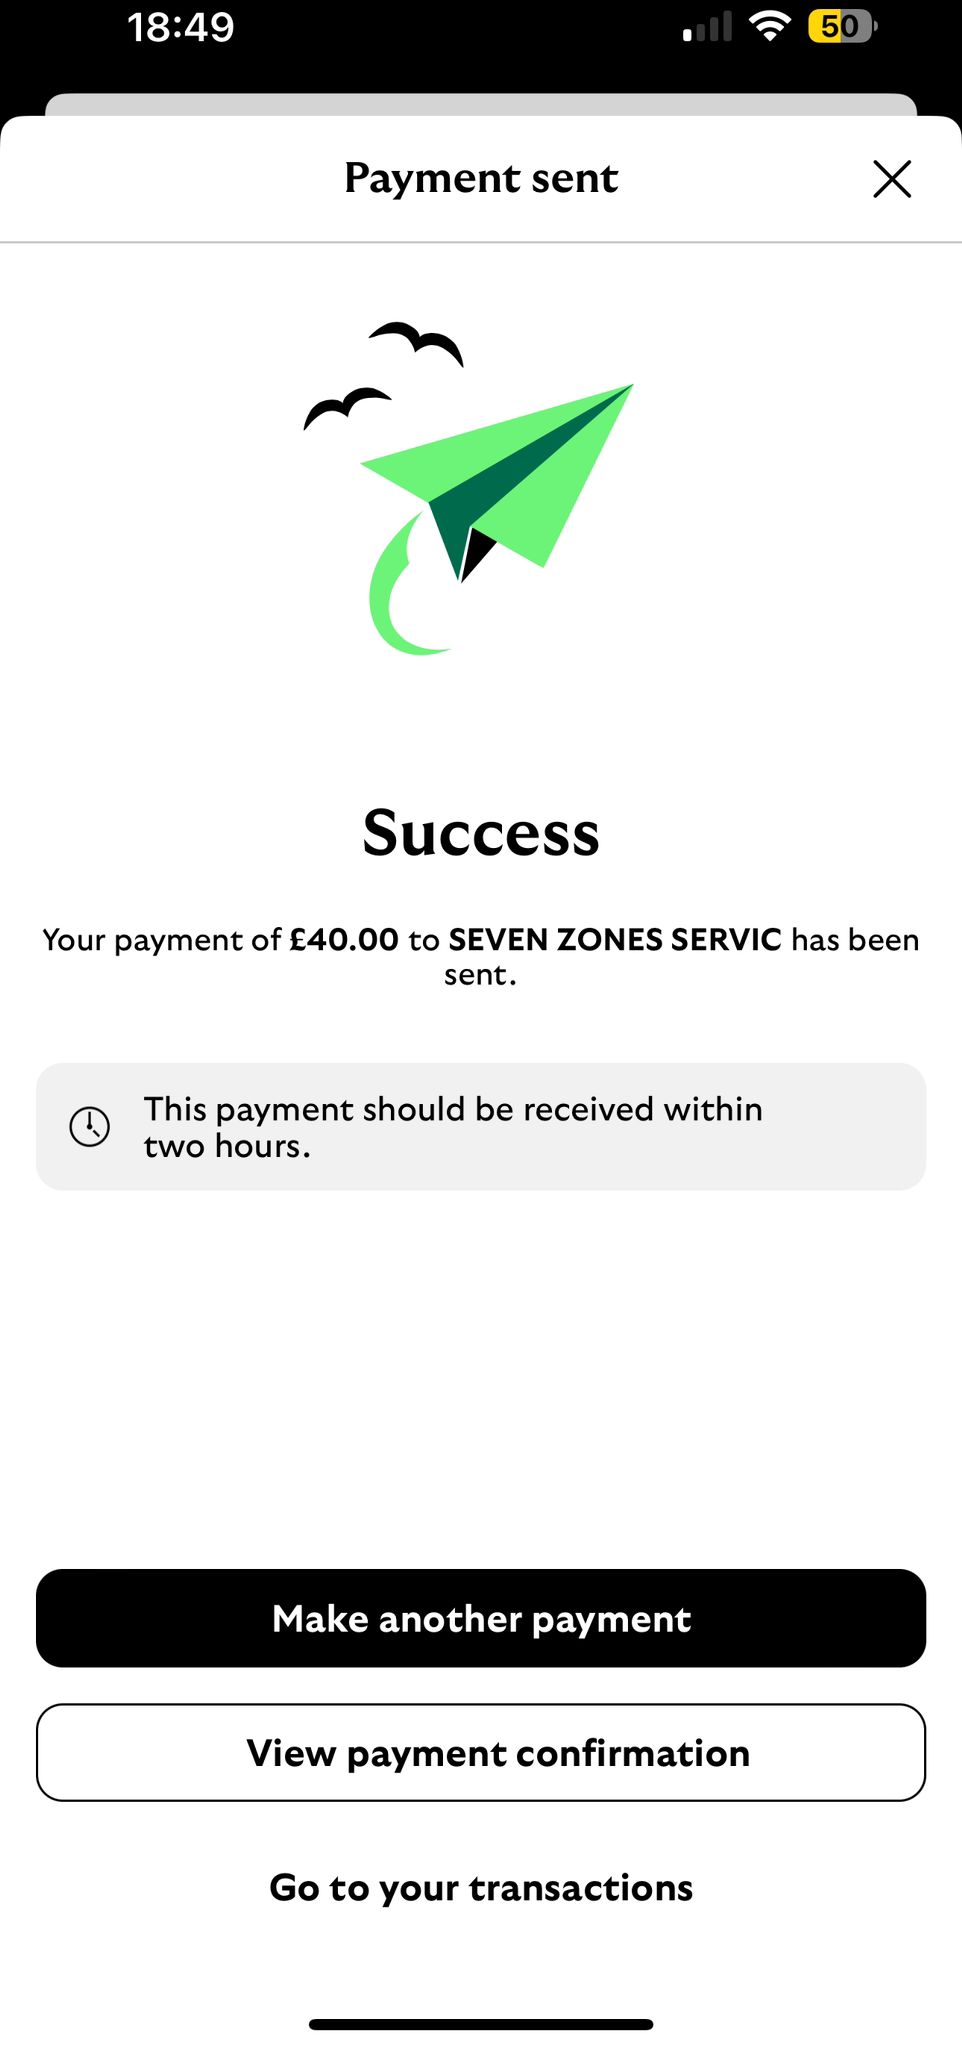 18:49
50
Payment sent
Success
Your payment of £40.00 to SEVEN ZONES SERVIC has been
sent.
This payment should be received within
two hours.
Make another payment
View payment confirmation
Go to your transactions